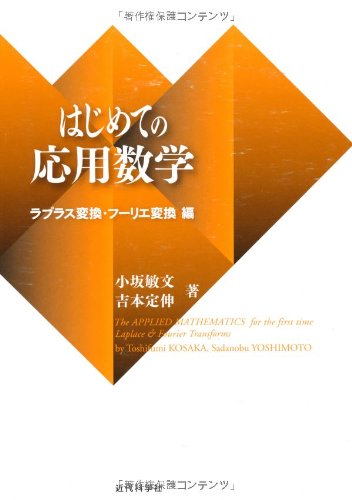 "著作権保護コンテンツ"
はじめての
応用数学
ラプラス変換・フーリエ変換 編
小坂敏文
吉本定伸
著
The APPLIED MATHEMATICS for the first time
Laplace & Fourier Transforms
by Toshifumi KOSAKA, Sadanobu YOSHIMOTO
"著作権保護コンテンツ"
近代科学社